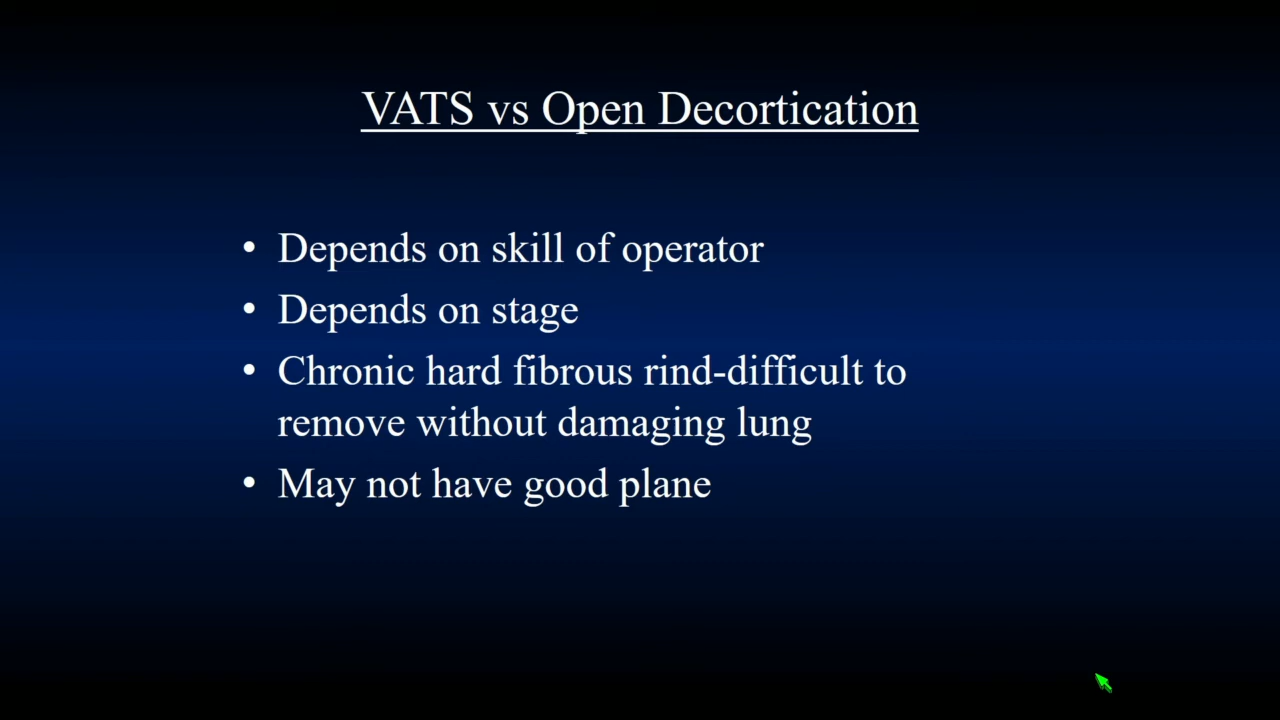 VATS vs Open Decortication
• Depends on skill of operator
• Depends on stage
• Chronic hard fibrous rind-difficult to
remove without damaging lung
• May not have good plane